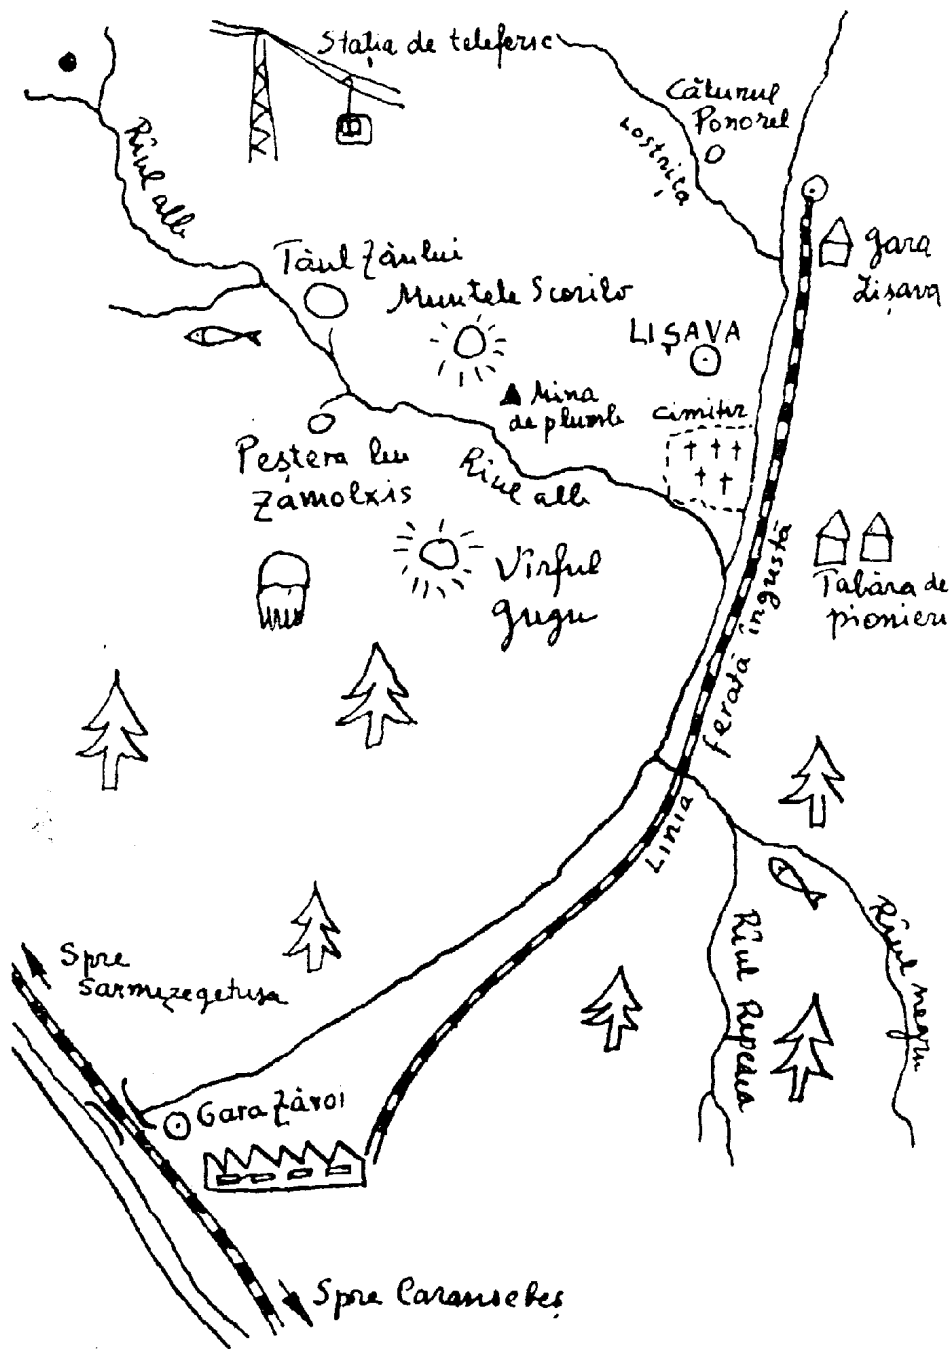 Stația de teleferic
Cătunul
Ponorel
Lostrița
Rîul alb
Gara
Lișava
Tăul Zânului
Muntele Scorilo
LIȘAVA
Mina
de plumb
cimitir
Peștera lui
Zamolxis
Rîul alb
Vîrful
Gugu
Tabăra de
pionieri
Linia ferată îngustă
Rîul Repedea
Rîul negru
Spre
Sarmizegetusa
Gara Zăvoi
Spre Caransebeș